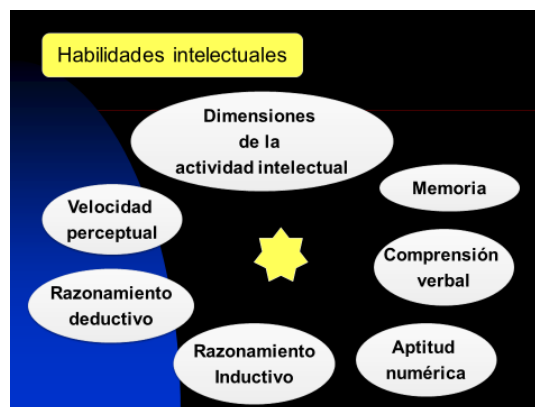 Habilidades intelectuales
Dimensiones
de la
actividad intelectual
Memoria
Velocidad
perceptual
Comprensión
verbal
Razonamiento
deductivo
Razonamiento
Inductivo
Aptitud
numérica